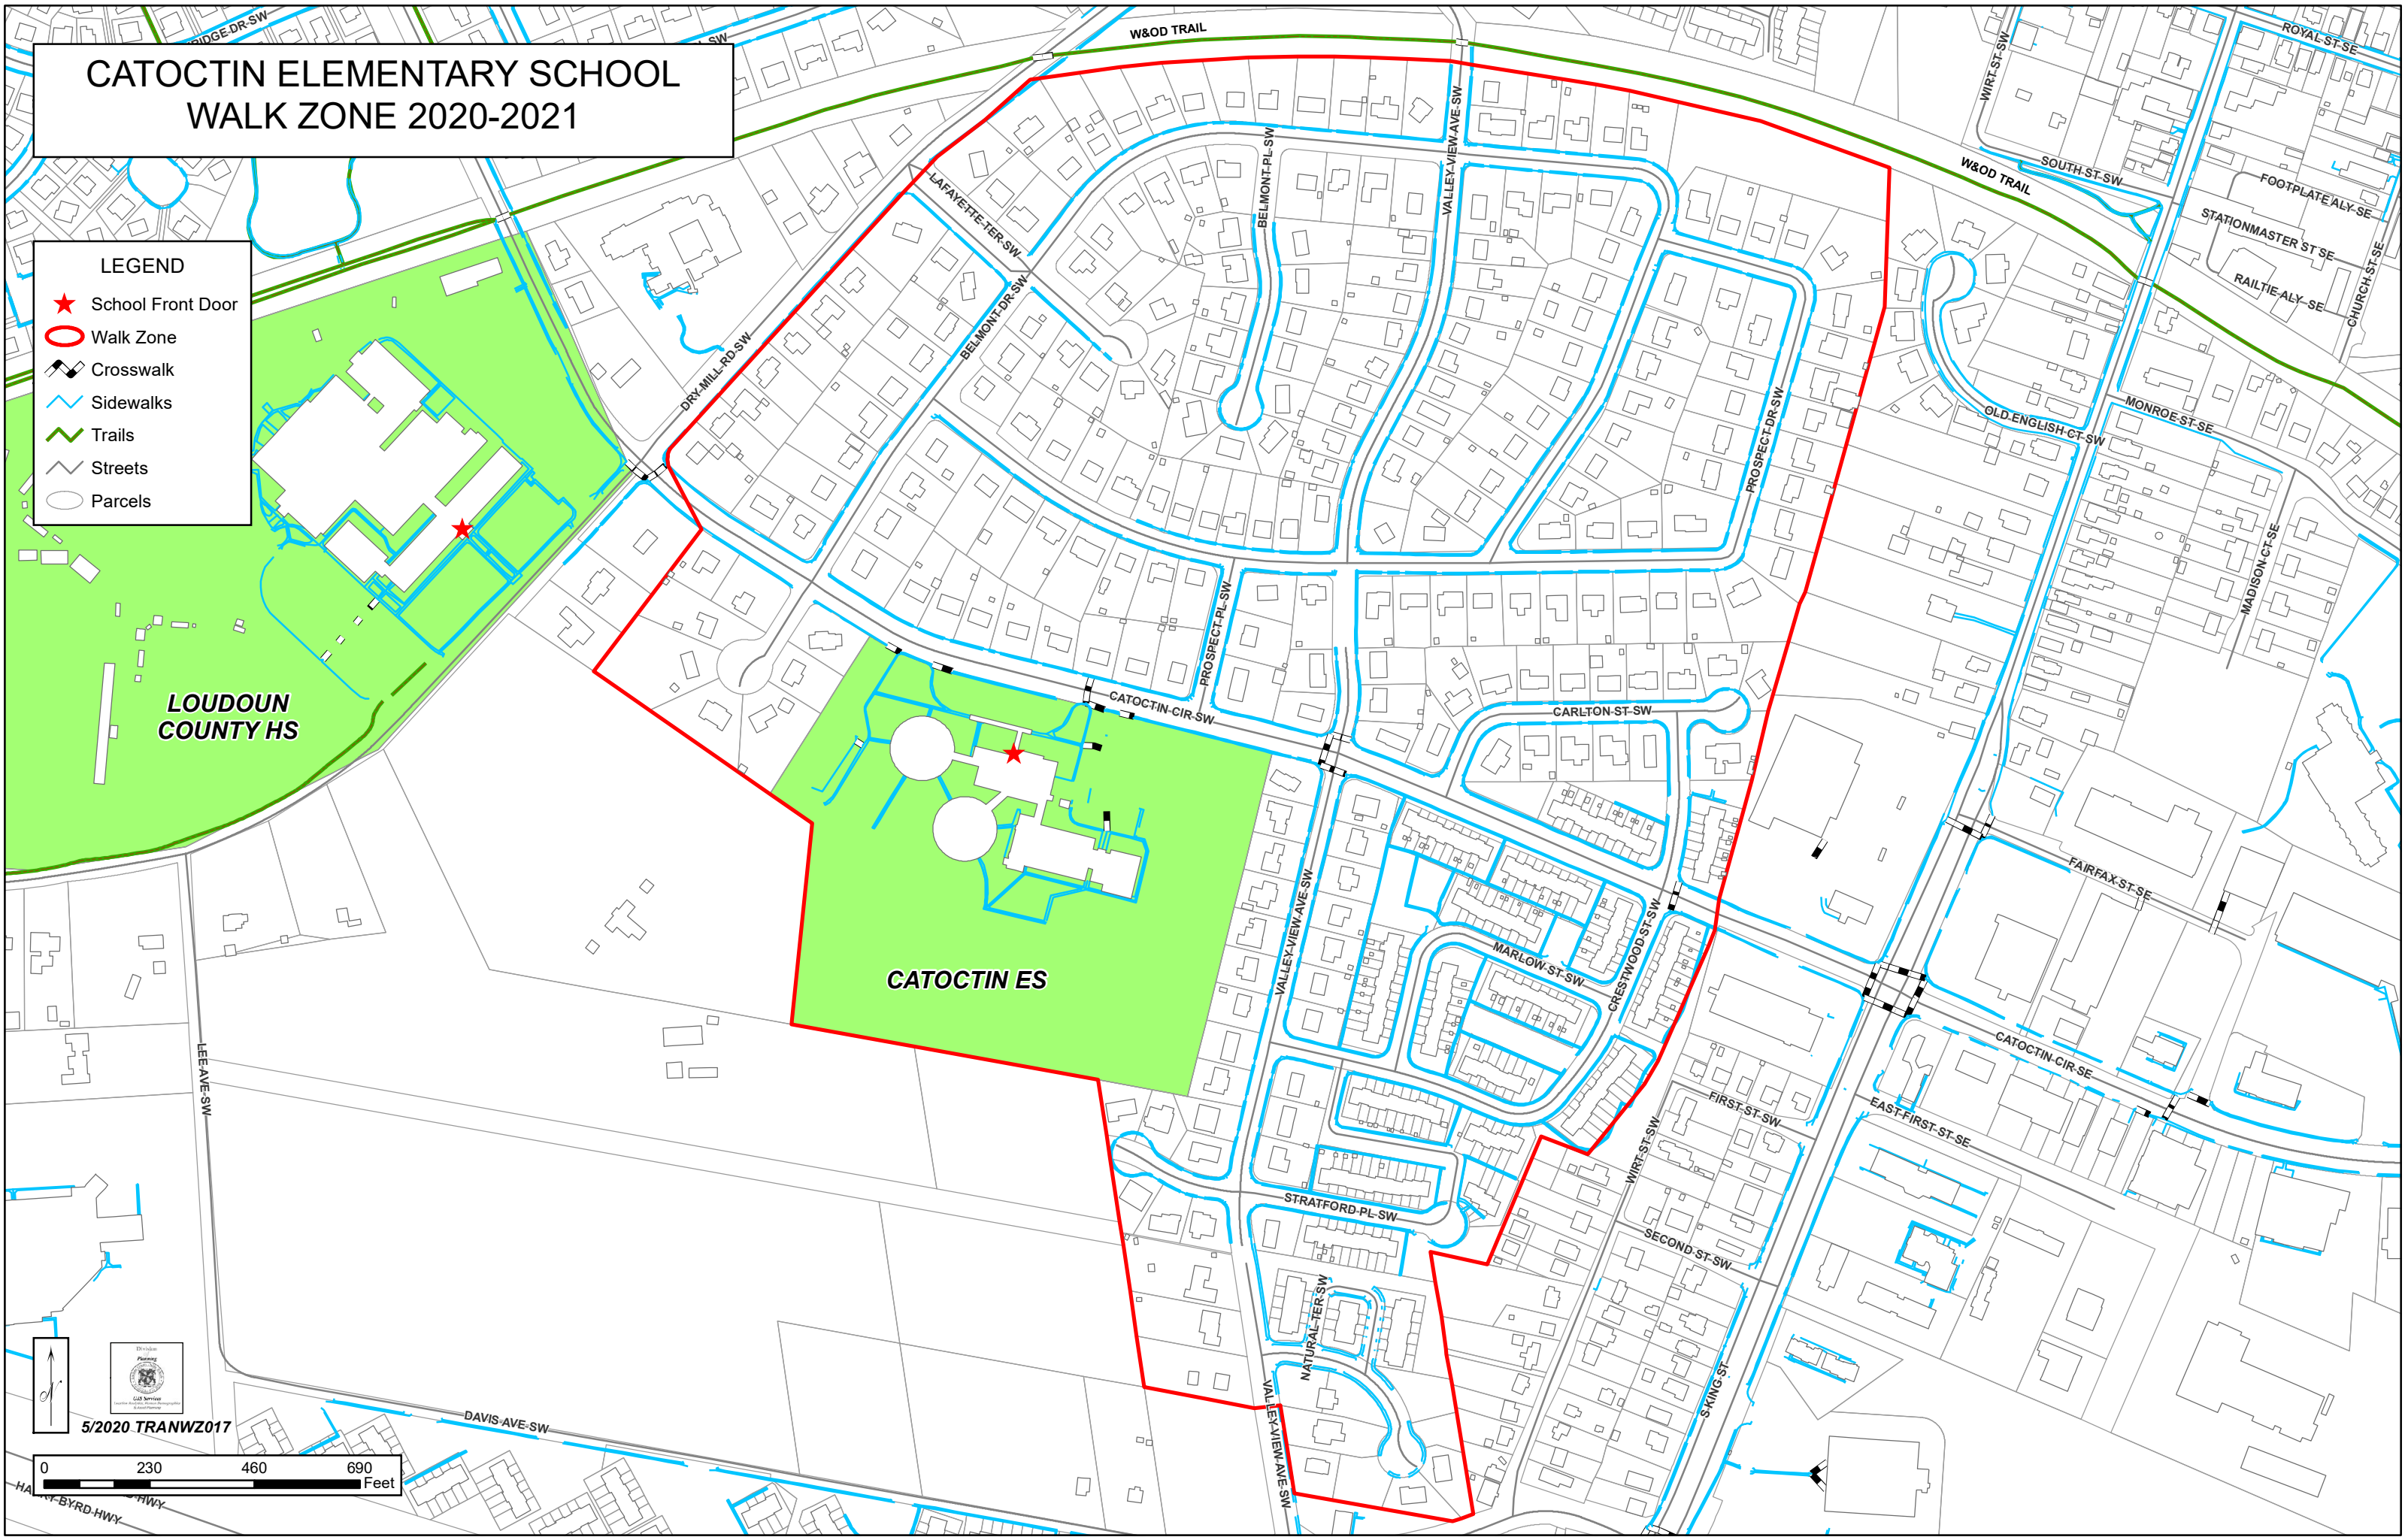 CATOCTIN ELEMENTARY SCHOOL
WALK ZONE 2020-2021
W&OD TRAIL
WIRT ST SW
ROYAL ST SE
SOUTH ST SW
W&OD TRAIL
FOOTPLATE ALY SE
STATIONMASTER ST SE
RAILTIE ALY SE
CHURCH ST SE
LEGEND
School Front Door
Walk Zone
Crosswalk
Sidewalks
Trails
Streets
Parcels
LAFAYETTE TER SW
BELMONT PL SW
VALLEY VIEW AVE SW
BELMONT DR SW
DRY MILL RD SW
PROSPECT DR SW
OLD ENGLISH CT SW
MONROE ST SE
MADISON CT SE
PROSPECT PL SW
LOUDOUN
COUNTY HS
CATOCTIN CIR SW
CARLTON ST SW
FAIRFAX ST SE
VALLEY VIEW AVE SW
MARLOW ST SW
CRESTWOOD ST SW
CATOCTIN ES
CATOCTIN CIR SE
LEE AVE SW
FIRST ST SW
EAST FIRST ST SE
WIRT ST SW
STRATFORD PL SW
SECOND ST SW
NATURAL TER SW
S KING ST
VALLEY VIEW AVE SW
N
Division
Planning
GIS Services
5/2020 TRANWZ017
DAVIS AVE SW
0 230 460 690
Feet
BYRD HWY
HWY